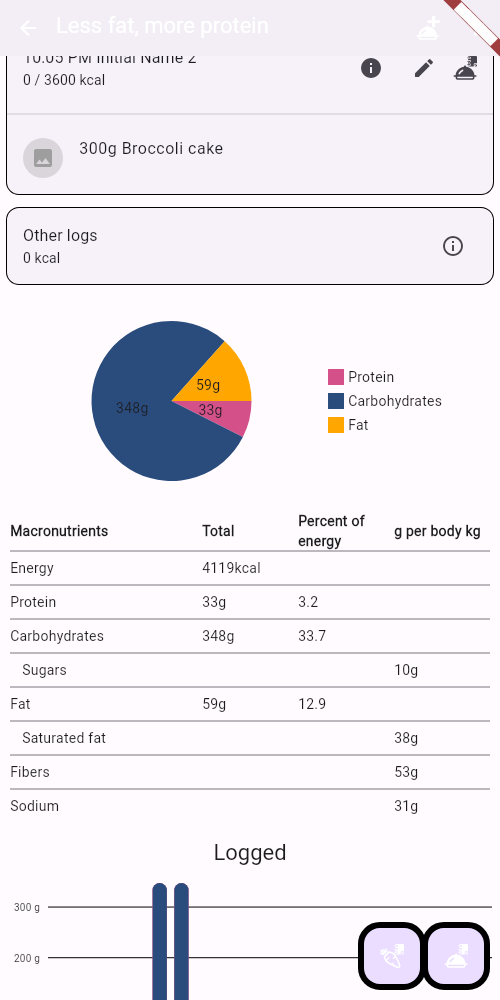 Less fat, more protein
10:05 PM Initial Name 2
0 / 3600 kcal
300g Broccoli cake
Other logs
0 kcal
59g
348g
33g
Protein
Carbohydrates
Fat
Macronutrients Total Percent of energy g per body kg
Energy 4119kcal
Protein 33g 3.2
Carbohydrates 348g 33.7
Sugars 10g
Fat 59g 12.9
Saturated fat 38g
Fibers 53g
Sodium 31g
Logged
300 g
200 g